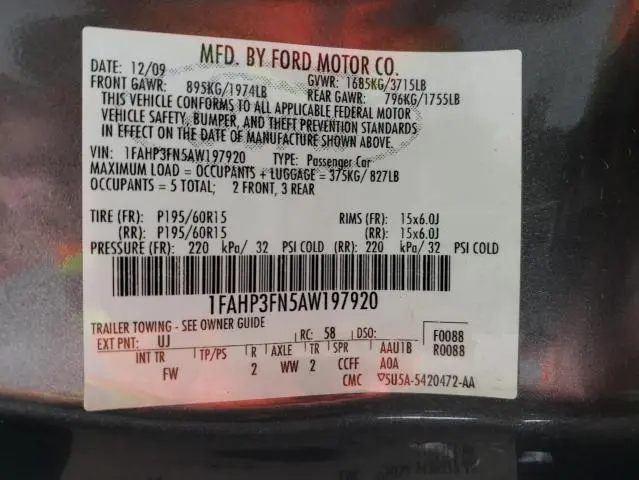 MFD. BY FORD MOTOR CO.
12/09 GVWR: 1685KG/3715LB
FRONT GAWR: 895KG/1974LB REAR GAWR: 796KG/1755LB
THIS VEHICLE CONFORMS TO ALL APPLICABLE FEDERAL MOTOR
VEHICLE SAFETY, BUMPER, AND THEFT PREVENTION STANDARDS
IN EFFECT ON THE DATE OF MANUFACTURE SHOWN ABOVE.
VIN: 1FAHP3FN5AW197920 TYPE: Passenger Car
MAXIMUM LOAD = OCCUPANTS + LUGGAGE = 375KG/ 827LB
OCCUPANTS = 5 TOTAL; 2 FRONT, 3 REAR
TIRE (FR): P195/60R15 RIMS (FR): 15x6.0J
(RR): P195/60R15 (RR): 15x6.0J
PRESSURE (FR): 220 kPa/ 32 PSI COLD (RR): 220 kPa/ 32 PSI COLD
1FAHP3FN5AW197920
TRAILER TOWING - SEE OWNER GUIDE
EXT PNT: UJ RC: 58 DSO: F0088
INT TR TP/PS R AXLE TR SPR AAU1B R0088
FW 2 WW 2 CCFF A0A
CMC 5U5A-5420472-AA